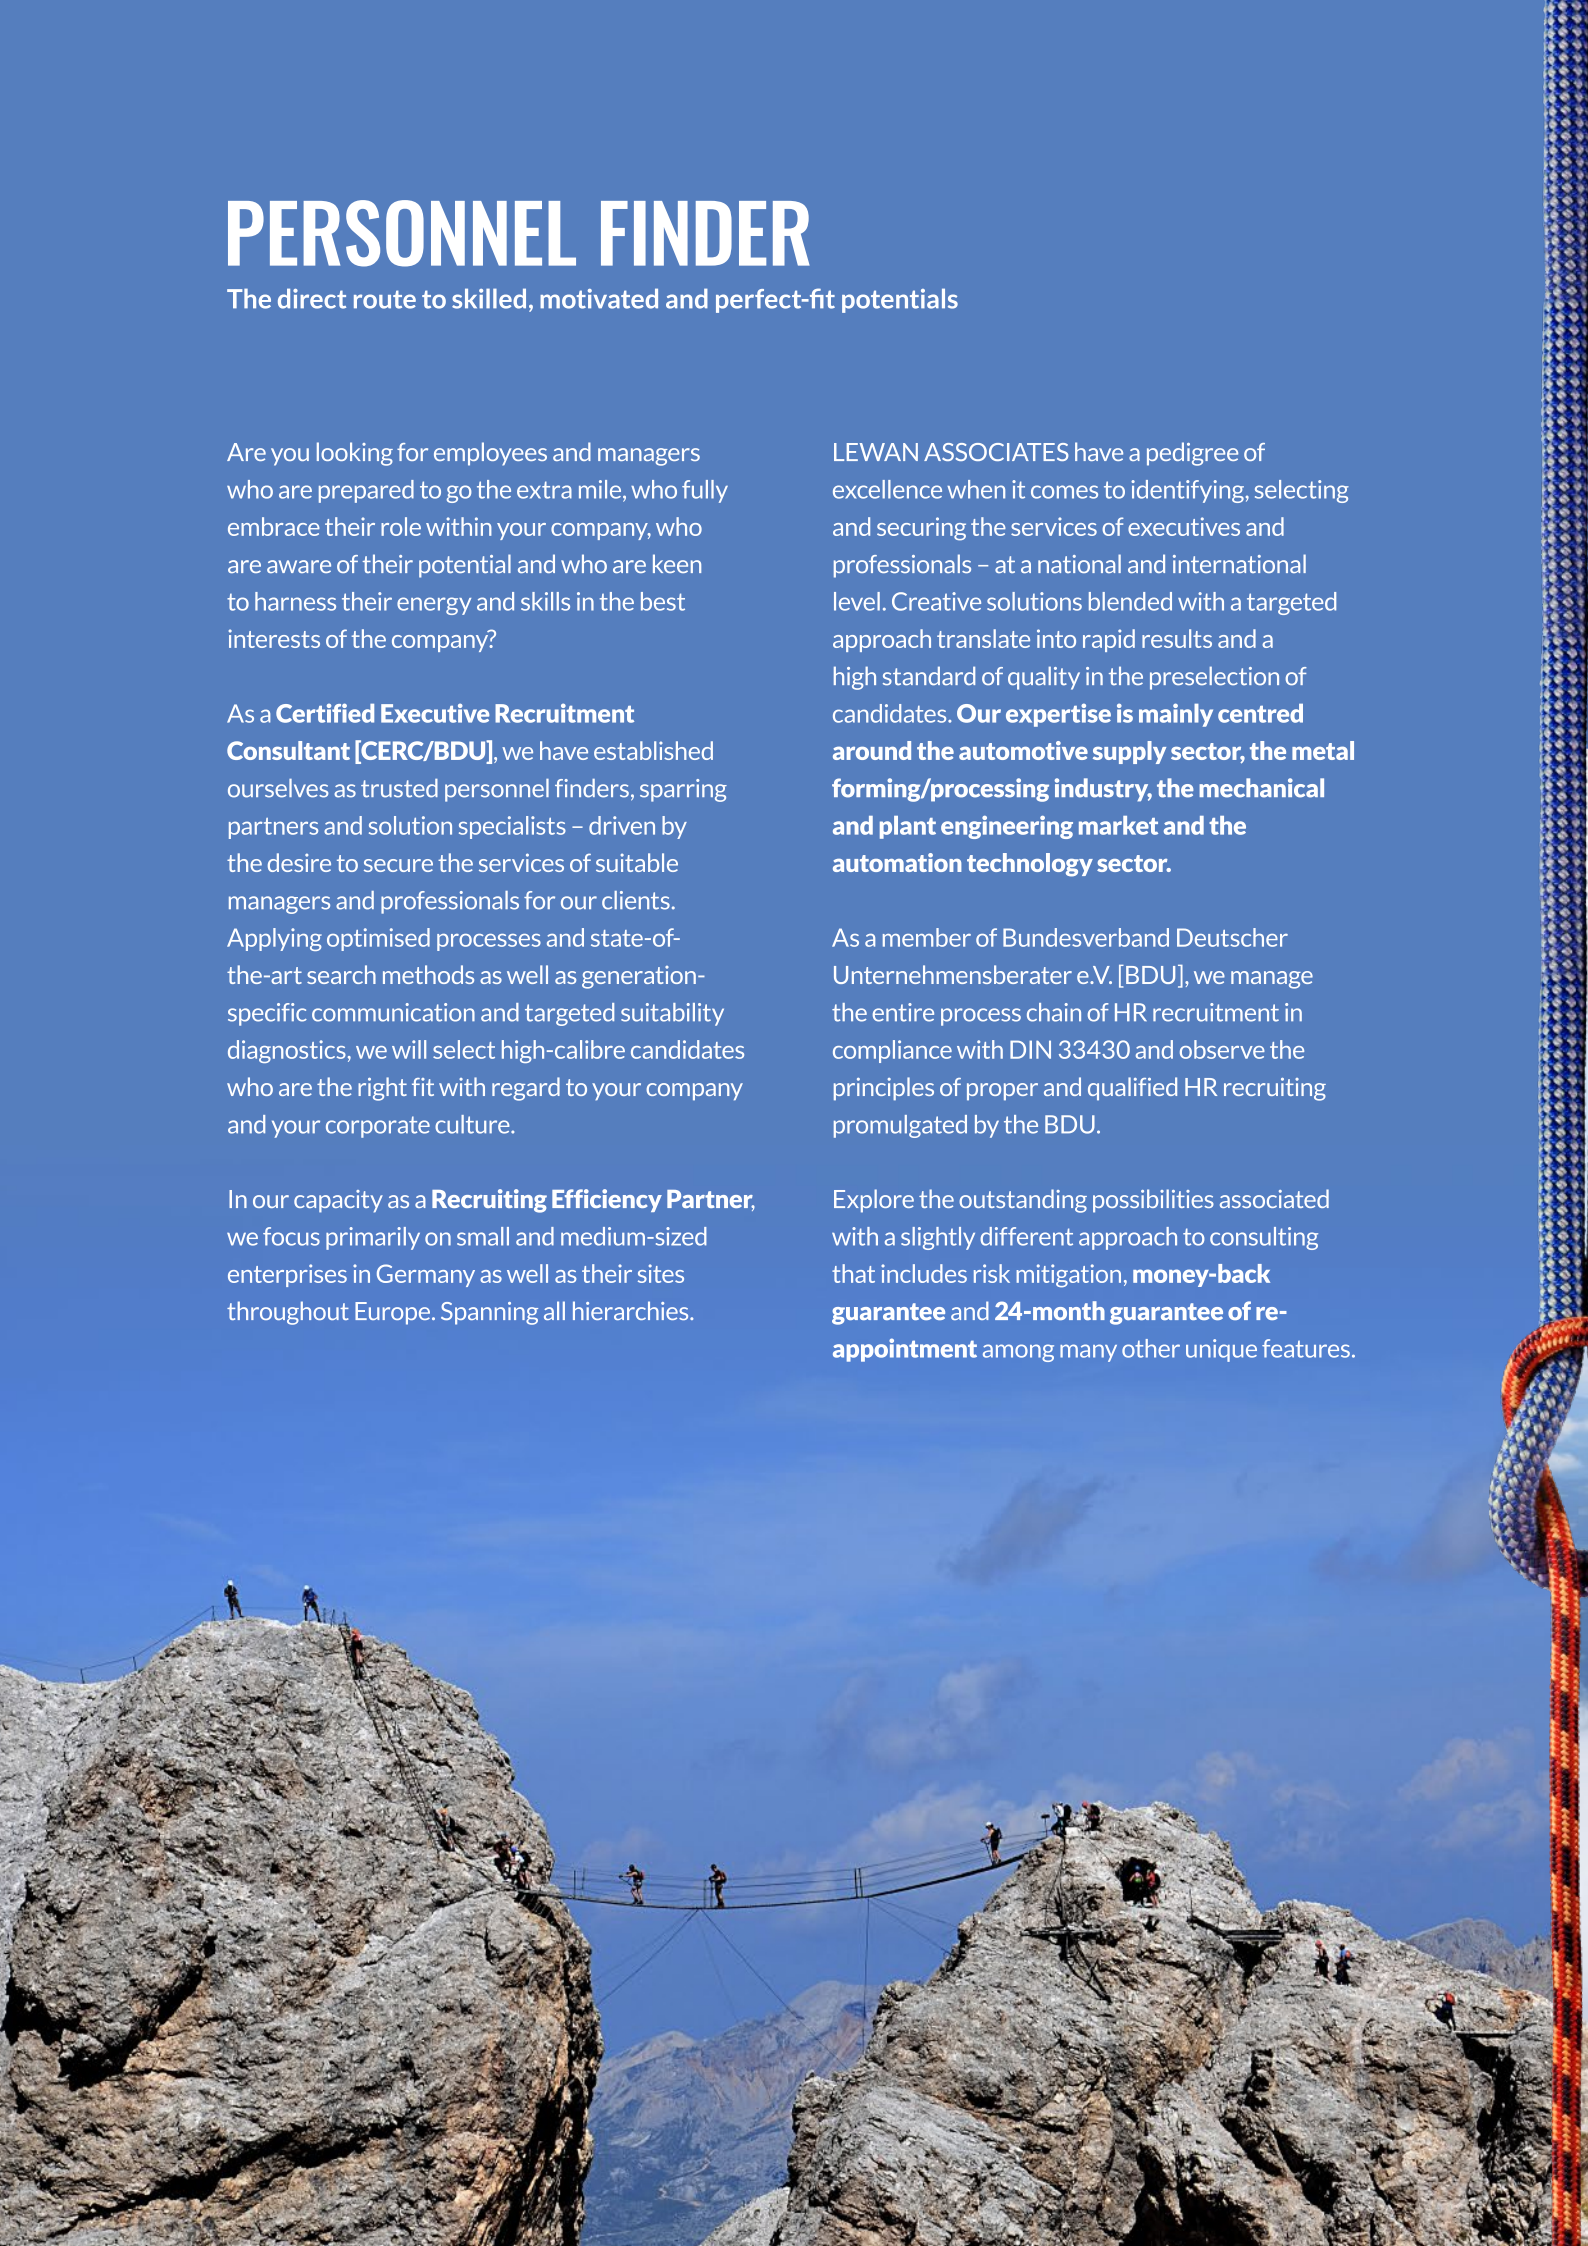 PERSONNEL FINDER
The direct route to skilled, motivated and perfect-fit potentials
Are you looking for employees and managers
who are prepared to go the extra mile, who fully
embrace their role within your company, who
are aware of their potential and who are keen
to harness their energy and skills in the best
interests of the company?
As a Certified Executive Recruitment
Consultant [CERC/BDU], we have established
ourselves as trusted personnel finders, sparring
partners and solution specialists – driven by
the desire to secure the services of suitable
managers and professionals for our clients.
Applying optimised processes and state-of-
the-art search methods as well as generation-
specific communication and targeted suitability
diagnostics, we will select high-calibre candidates
who are the right fit with regard to your company
and your corporate culture.
In our capacity as a Recruiting Efficiency Partner,
we focus primarily on small and medium-sized
enterprises in Germany as well as their sites
throughout Europe. Spanning all hierarchies.
LEWAN ASSOCIATES have a pedigree of
excellence when it comes to identifying, selecting
and securing the services of executives and
professionals – at a national and international
level. Creative solutions blended with a targeted
approach translate into rapid results and a
high standard of quality in the preselection of
candidates. Our expertise is mainly centred
around the automotive supply sector, the metal
forming/processing industry, the mechanical
and plant engineering market and the
automation technology sector.
As a member of Bundesverband Deutscher
Unternehmensberater e.V. [BDU], we manage
the entire process chain of HR recruitment in
compliance with DIN 33430 and observe the
principles of proper and qualified HR recruiting
promulgated by the BDU.
Explore the outstanding possibilities associated
with a slightly different approach to consulting
that includes risk mitigation, money-back
guarantee and 24-month guarantee of re-
appointment among many other unique features.